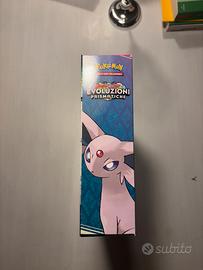 POKÉMON
EVOLUZIONI
PRISMATICHE
subito